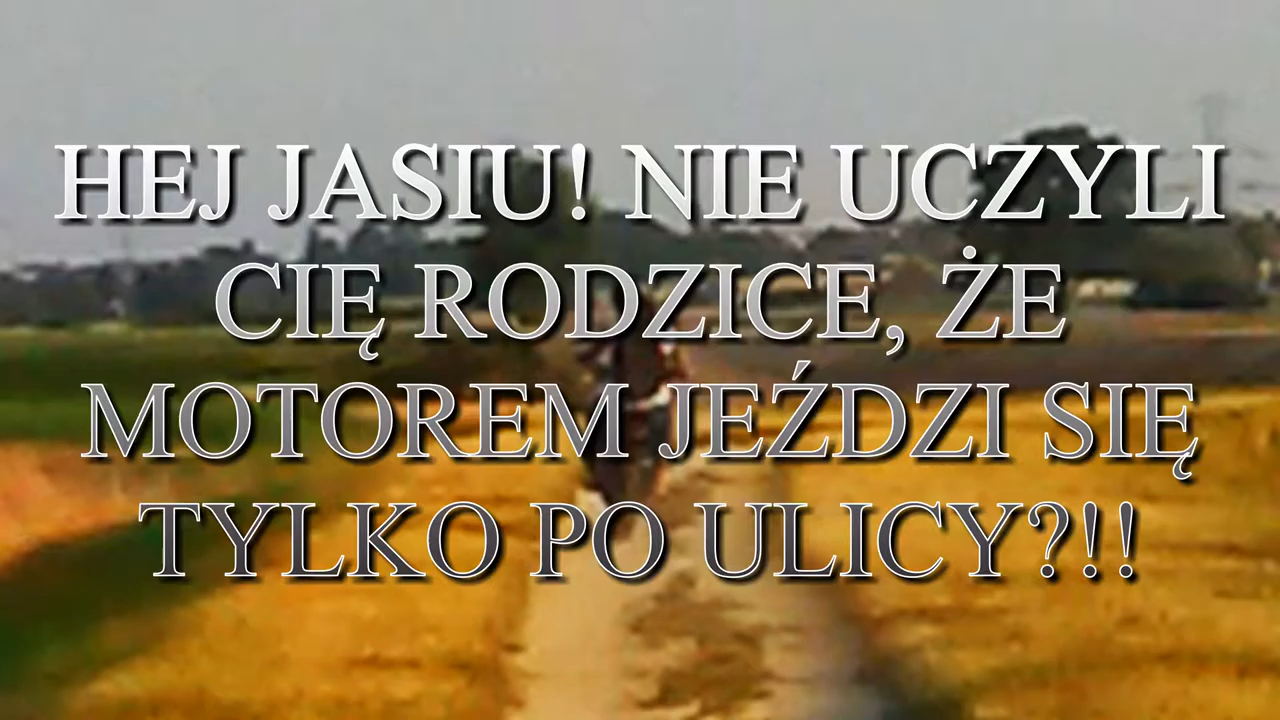 HEJ JASIU! NIE UCZYLI
CIĘ RODZICE, ŻE
MOTOREM JEŹDZI SIĘ
TYLKO PO ULICY?!!